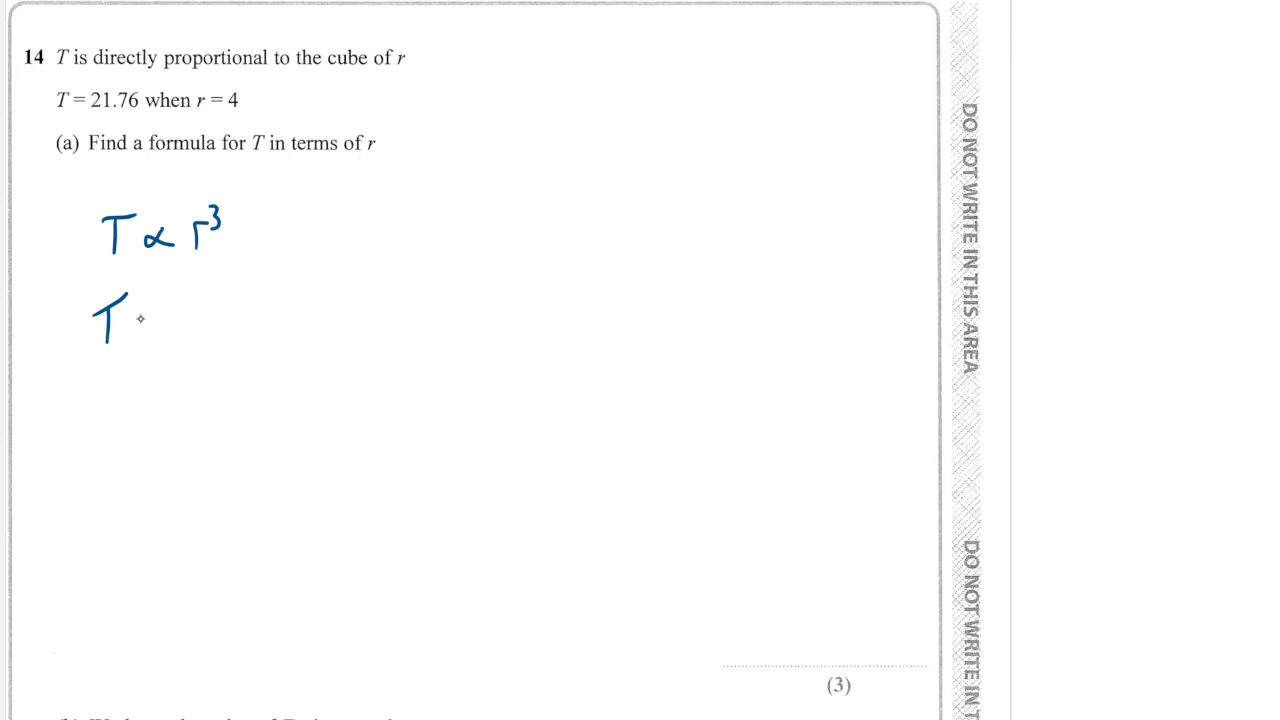 14 T is directly proportional to the cube of r
T = 21.76 when r = 4
(a) Find a formula for T in terms of r
T ∝ r³
T
(3)
DO NOT WRITE IN THIS AREA
DO NOT WRITE IN T